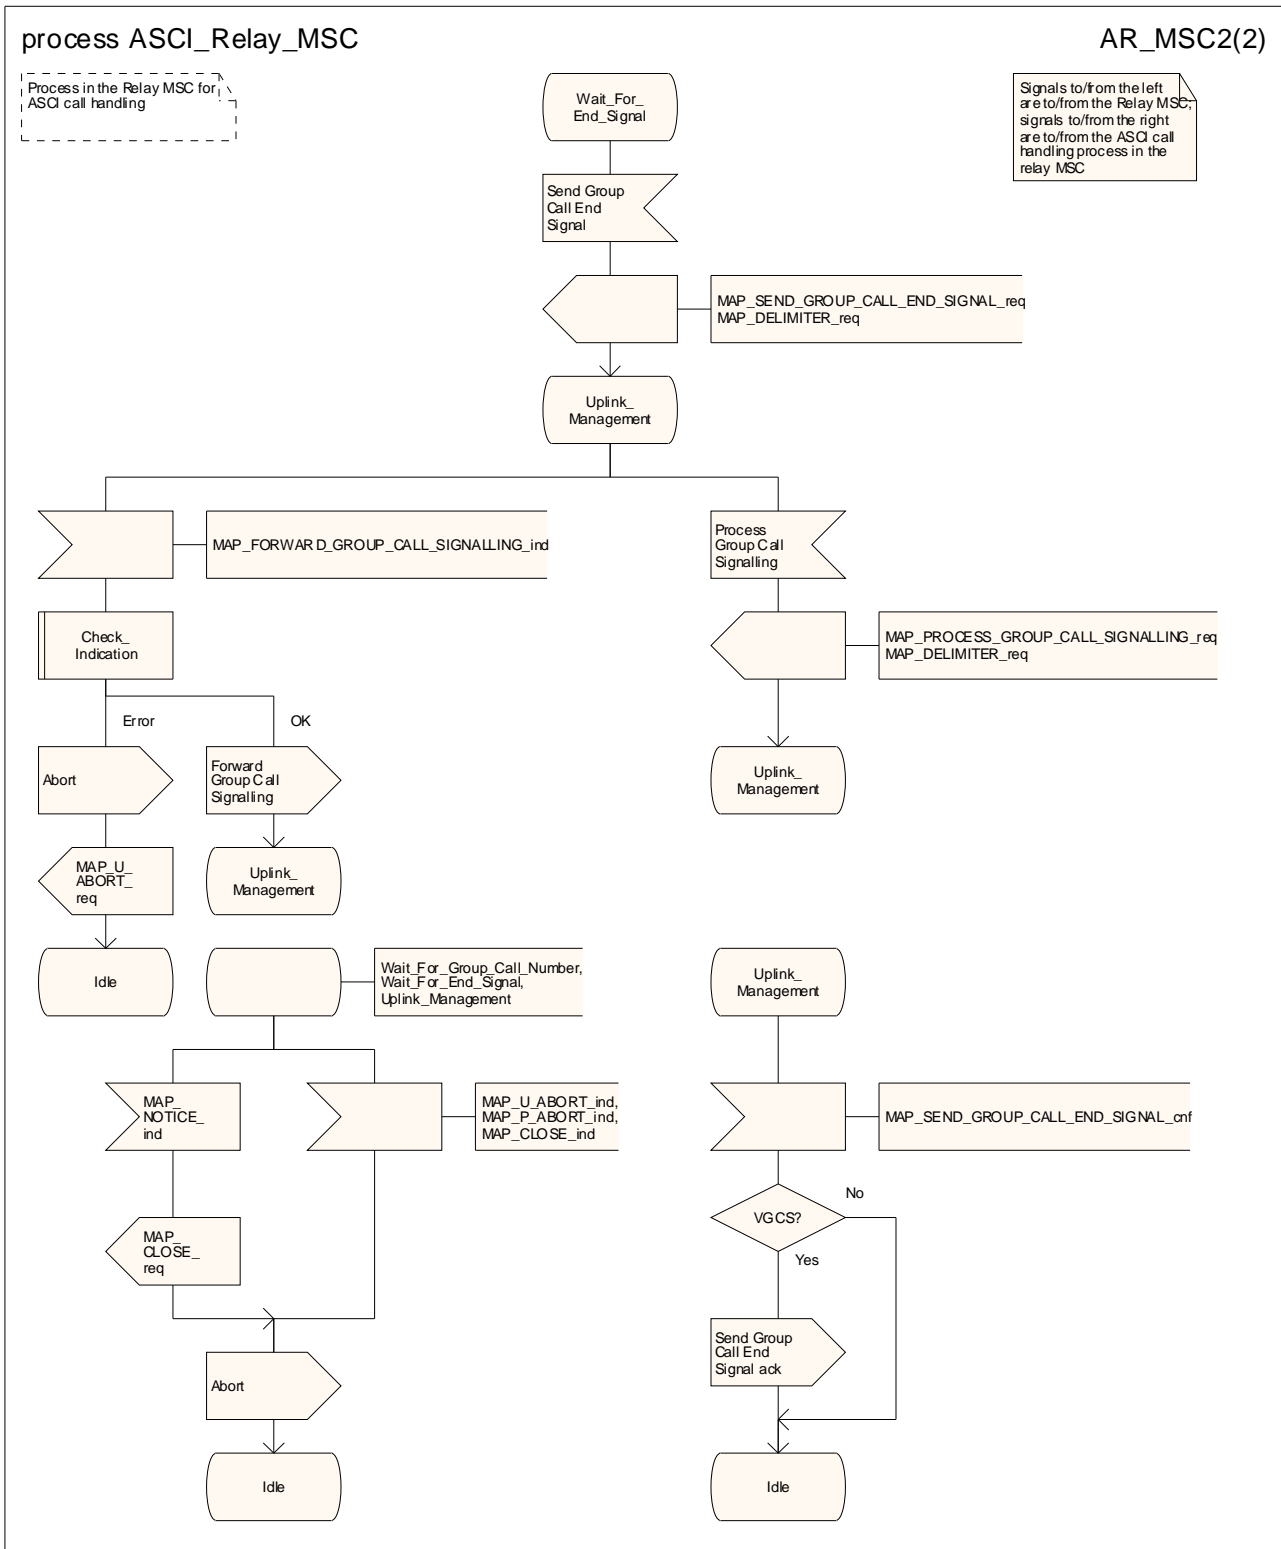 process ASCI_Relay_MSC
AR_MSC2(2)
Process in the Relay MSC for
ASCI call handling
Wait_For_
End_Signal
Signals to/from the left
are to/from the Relay MSC;
signals to/from the right
are to/from the ASCI call
handling process in the
relay MSC
Send Group
Call End
Signal
MAP_SEND_GROUP_CALL_END_SIGNAL_req
MAP_DELIMITER_req
Uplink_
Management
MAP_FORWARD_GROUP_CALL_SIGNALLING_ind
Process
Group Call
Signalling
Check_
Indication
MAP_PROCESS_GROUP_CALL_SIGNALLING_req
MAP_DELIMITER_req
Error
OK
Abort
Forward
Group Call
Signalling
Uplink_
Management
MAP_U_
ABORT_
req
Uplink_
Management
Idle
Wait_For_Group_Call_Number,
Wait_For_End_Signal,
Uplink_Management
Uplink_
Management
MAP_
NOTICE_
ind
MAP_U_ABORT_ind,
MAP_P_ABORT_ind,
MAP_CLOSE_ind
MAP_SEND_GROUP_CALL_END_SIGNAL_cnf
No
VGCS?
Yes
MAP_
CLOSE_
req
Send Group
Call End
Signal ack
Abort
Idle
Idle